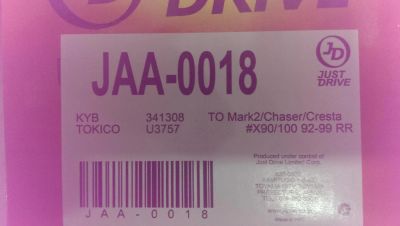 DRIVE
JAA-0018
JD
JUST
DRIVE
KYB 341308 TO Mark2/Chaser/Cresta
TOKICO U3757 #X90/100 92-99 RR
Produced under control of
Just Drive Limited Corp.
JAA-0018